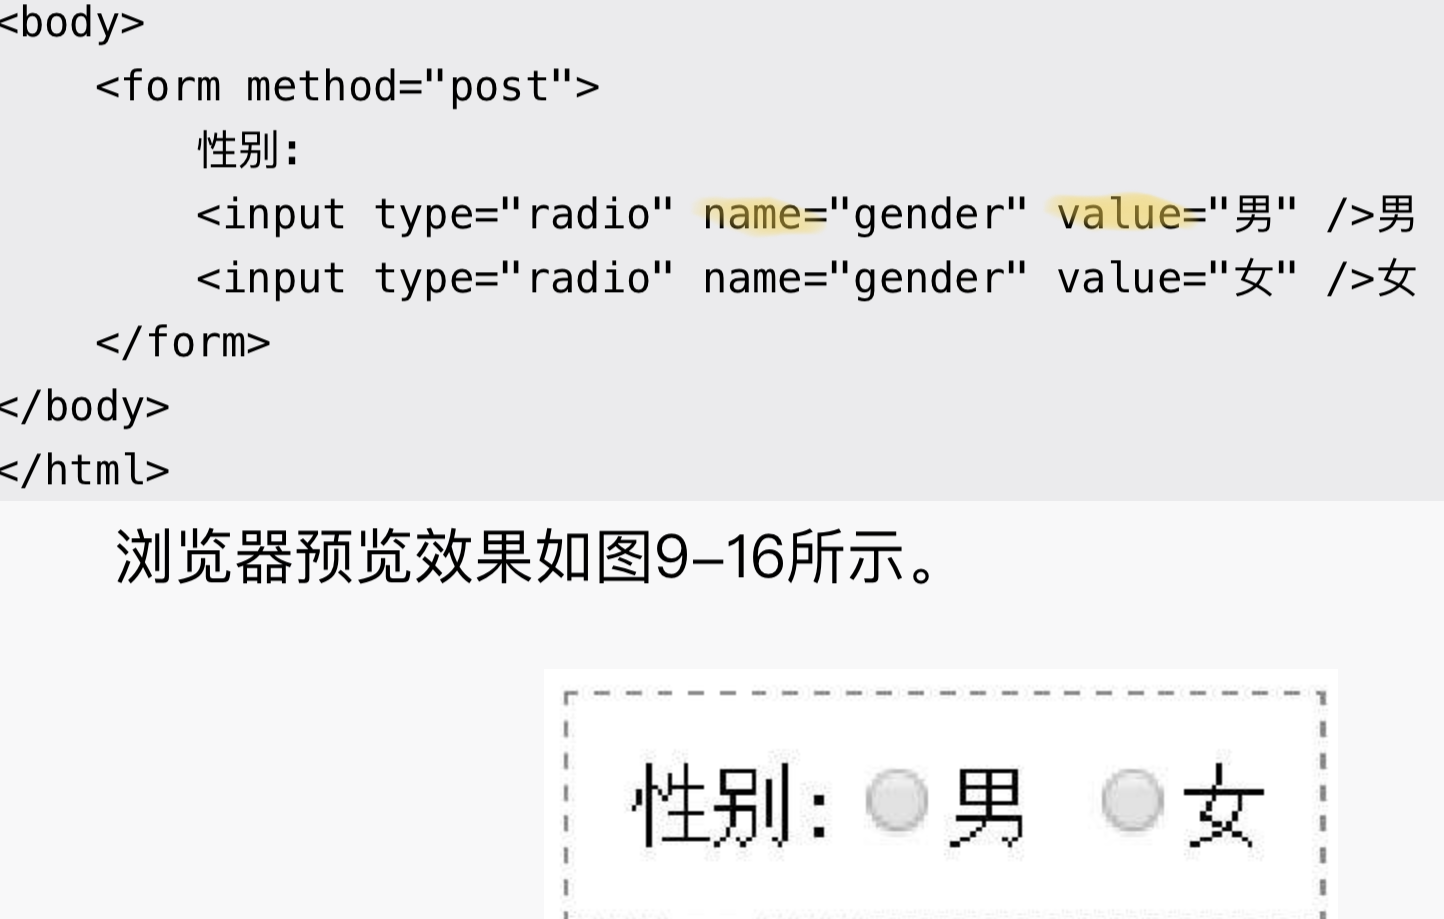 <body>
<form method="post">
性别:
<input type="radio" name="gender" value="男" />男
<input type="radio" name="gender" value="女" />女
</form>
</body>
</html>
浏览器预览效果如图9–16所示。
性别：男 女